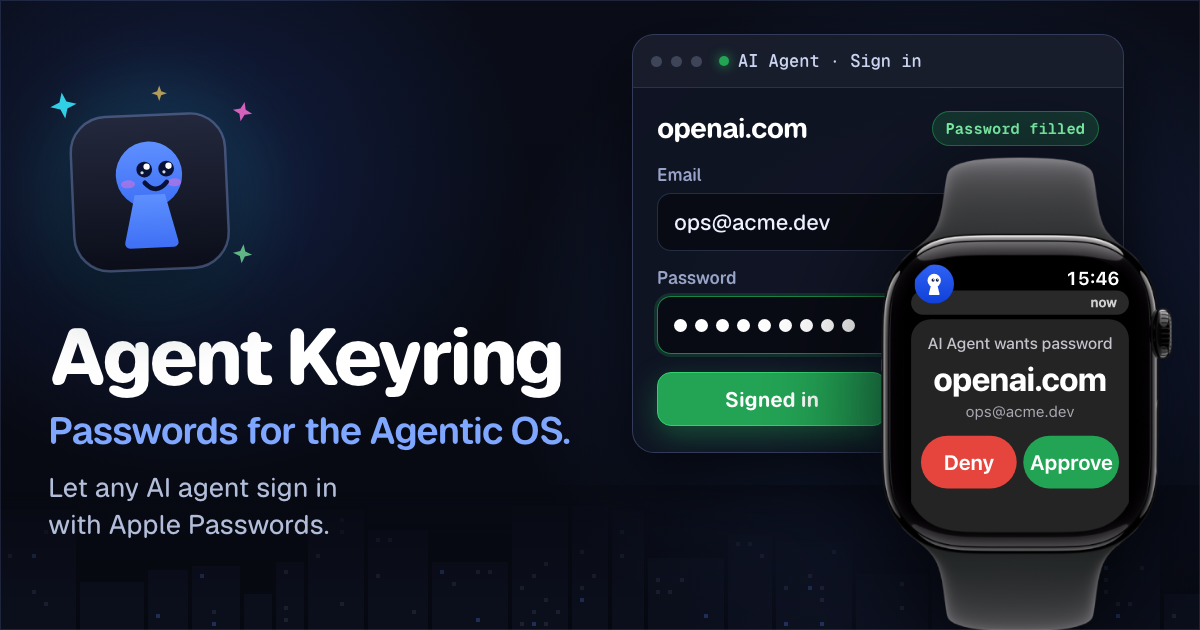 Agent Keyring
Passwords for the Agentic OS.
Let any AI agent sign in
with Apple Passwords.
AI Agent · Sign in
openai.com
Password filled
Email
ops@acme.dev
Password
Signed in
15:46
now
AI Agent wants password
openai.com
ops@acme.dev
Deny
Approve